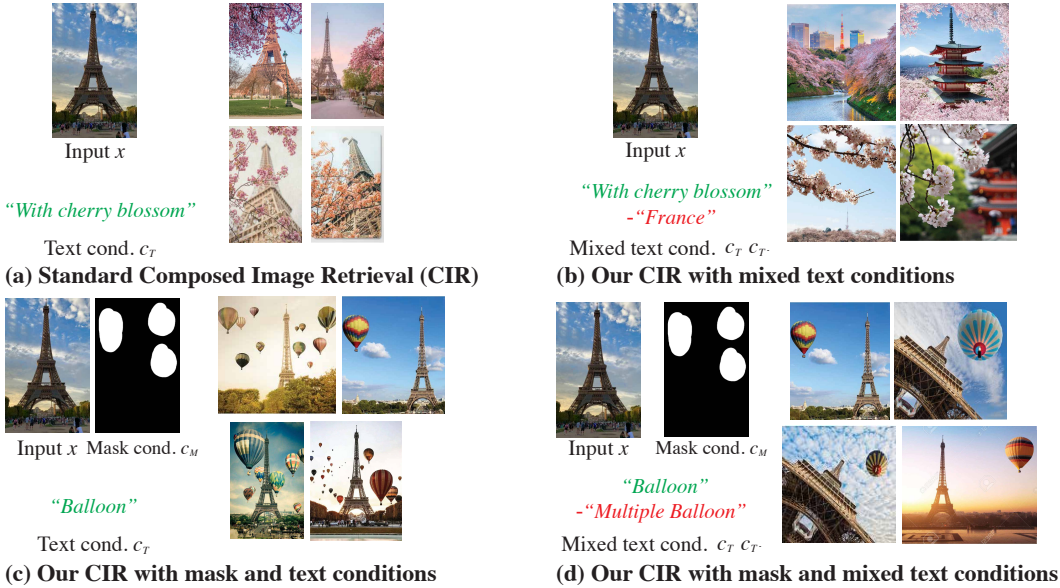 Input x
“With cherry blossom”
Text cond. c_T
(a) Standard Composed Image Retrieval (CIR)
Input x
“With cherry blossom”
-“France”
Mixed text cond. c_T c_T-
(b) Our CIR with mixed text conditions
Input x Mask cond. c_M
“Balloon”
Text cond. c_T
(c) Our CIR with mask and text conditions
Input x Mask cond. c_M
“Balloon”
-“Multiple Balloon”
Mixed text cond. c_T c_T-
(d) Our CIR with mask and mixed text conditions